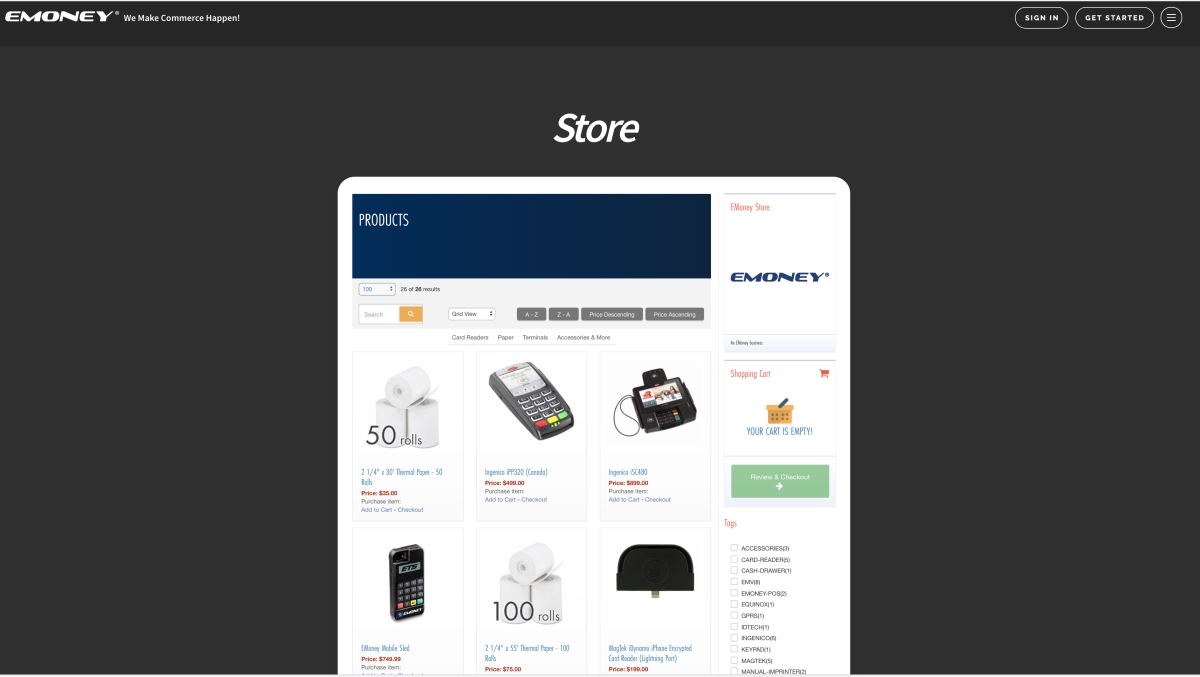 EMONEY® We Make Commerce Happen!
SIGN IN
GET STARTED
Store
PRODUCTS
100
26 of 26 results
Search
Grid View
A - Z
Z - A
Price Descending
Price Ascending
Card Readers Paper Terminals Accessories & More
50 rolls
2 1/4" x 30' Thermal Paper - 50
Rolls
Price: $35.00
Purchase item:
Add to Cart - Checkout
Ingenico iPP320 (Canada)
Price: $499.00
Purchase item:
Add to Cart - Checkout
Ingenico iSC480
Price: $899.00
Purchase item:
Add to Cart - Checkout
ETS
EMONEY
EMoney Mobile Sled
Price: $749.99
Purchase item:
100 rolls
2 1/4" x 55' Thermal Paper - 100
Rolls
Price: $75.00
MagTek iDynamo iPhone Encrypted
Card Reader (Lightning Port)
Price: $199.00
EMoney Store
EMONEY®
An EMoney business
Shopping Cart
YOUR CART IS EMPTY!
Review & Checkout
Tags
ACCESSORIES(3)
CARD-READER(5)
CASH-DRAWER(1)
EMV(8)
EMONEY-POS(2)
EQUINOX(1)
GPRS(1)
IDTECH(1)
INGENICO(6)
KEYPAD(1)
MAGTEK(5)
MANUAL-IMPRINTER(2)